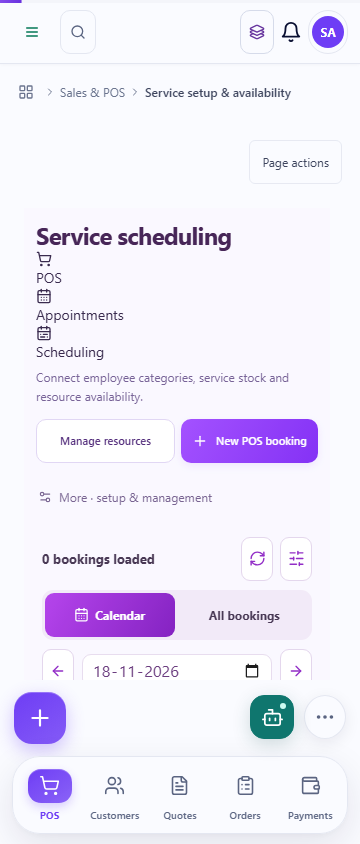 SA
Sales & POS
Service setup & availability
Page actions
Service scheduling
POS
Appointments
Scheduling
Connect employee categories, service stock and
resource availability.
Manage resources
New POS booking
More · setup & management
0 bookings loaded
Calendar
All bookings
18-11-2026
POS
Customers
Quotes
Orders
Payments